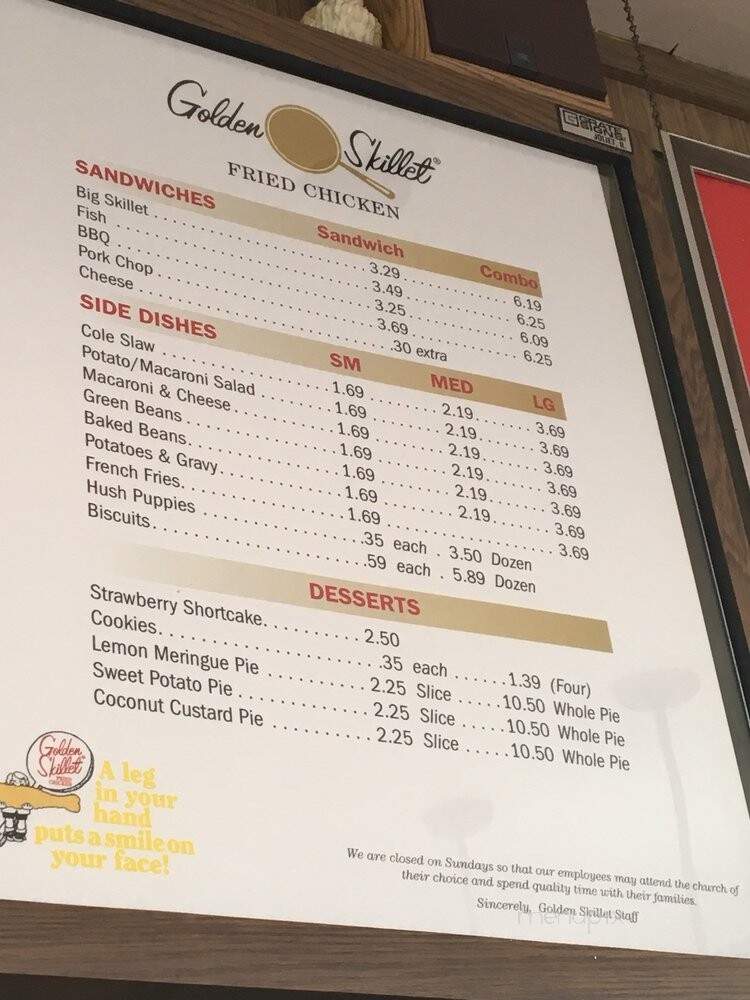 Golden Skillet®
FRIED CHICKEN
SIGNS
JOLIET, IL
SANDWICHES Sandwich Combo
Big Skillet 3.29 6.19
Fish 3.49 6.25
BBQ 3.25 6.09
Pork Chop 3.69 6.25
Cheese .30 extra
SIDE DISHES SM MED LG
Cole Slaw 1.69 2.19 3.69
Potato/Macaroni Salad 1.69 2.19 3.69
Macaroni & Cheese 1.69 2.19 3.69
Green Beans 1.69 2.19 3.69
Baked Beans 1.69 2.19 3.69
Potatoes & Gravy 1.69 2.19 3.69
French Fries 1.69 3.69
Hush Puppies .35 each 3.50 Dozen
Biscuits .59 each 5.89 Dozen
DESSERTS
Strawberry Shortcake 2.50
Cookies .35 each 1.39 (Four)
Lemon Meringue Pie 2.25 Slice 10.50 Whole Pie
Sweet Potato Pie 2.25 Slice 10.50 Whole Pie
Coconut Custard Pie 2.25 Slice 10.50 Whole Pie
Golden
Skillet
A leg
in your
hand
puts a smile on
your face!
We are closed on Sundays so that our employees may attend the church of
their choice and spend quality time with their families.
Sincerely, Golden Skillet Staff
menupix